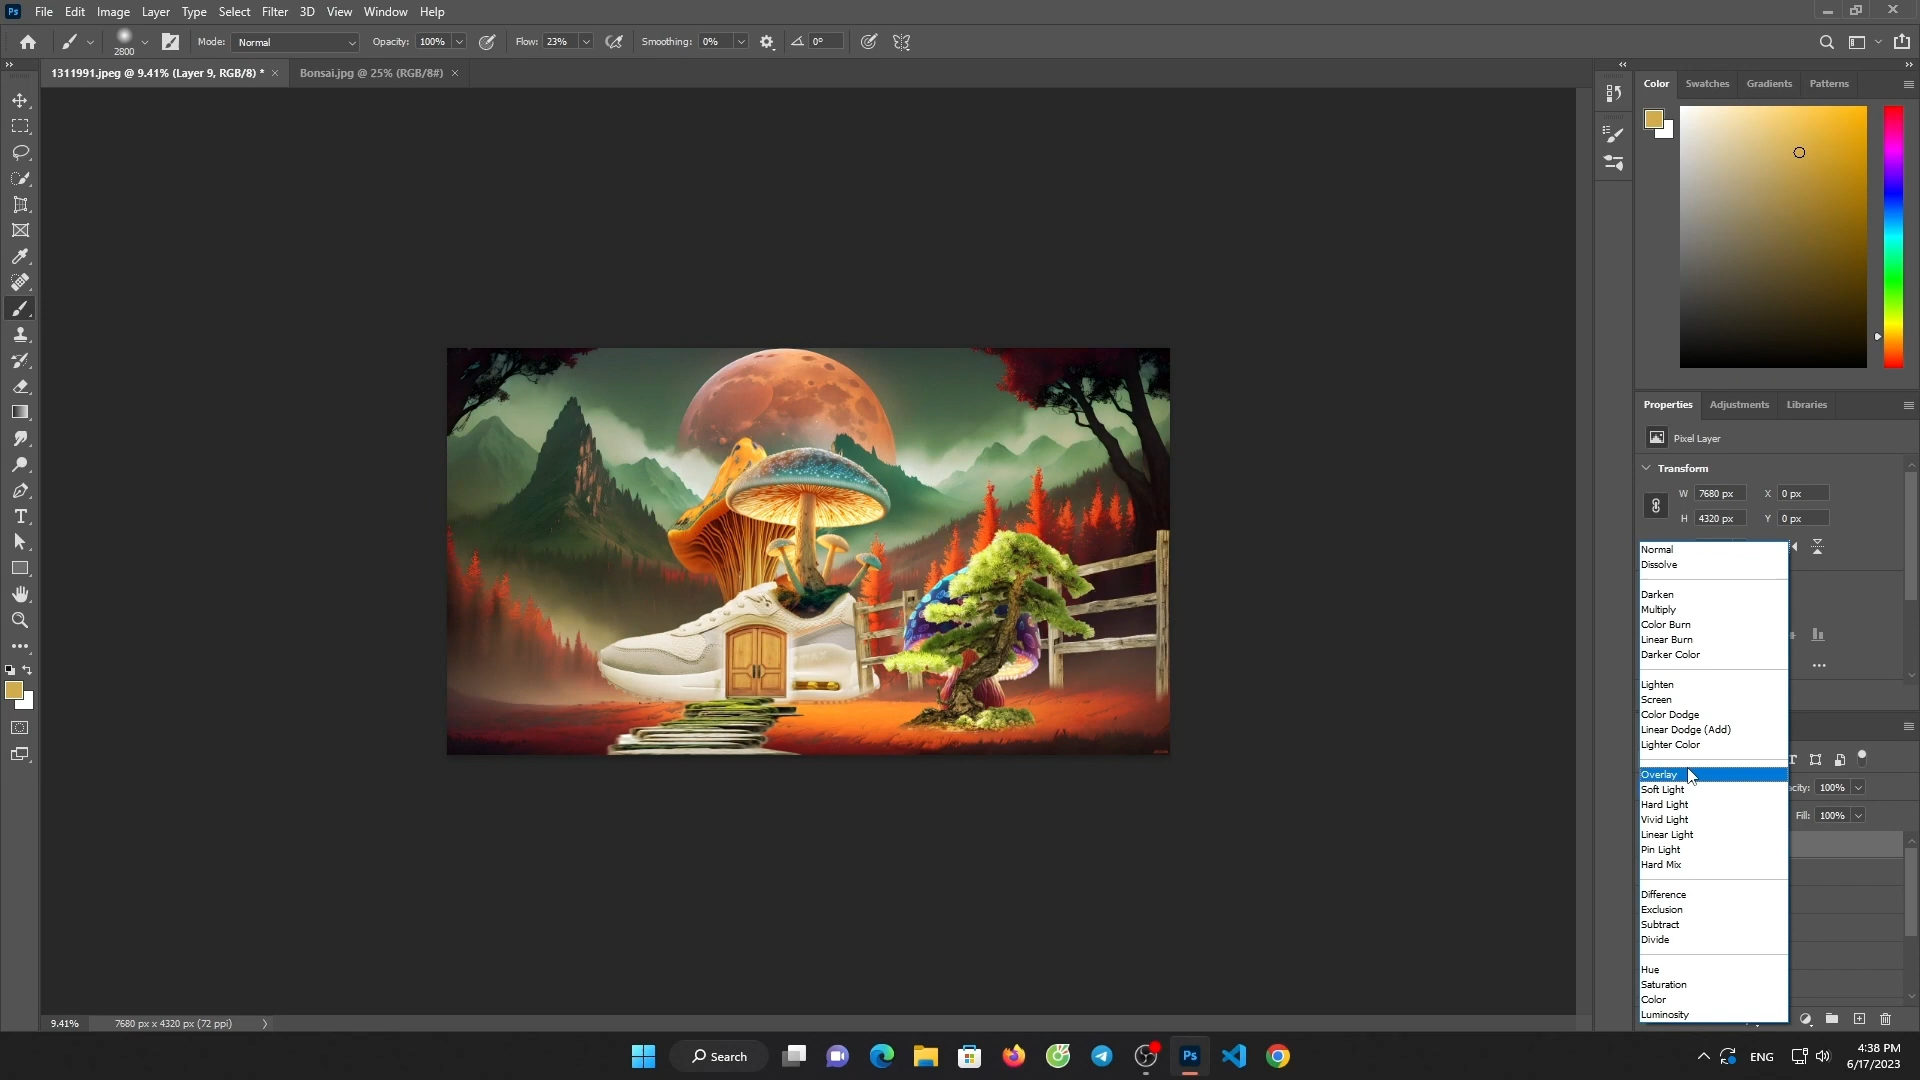 Ps File Edit Image Layer Type Select Filter 3D View Window Help
2800 Mode: Normal Opacity: 100% Flow: 23% Smoothing: 0% 0°
1311991.jpeg @ 9.41% (Layer 9, RGB/8) * Bonsai.jpg @ 25% (RGB/8#)
Color Swatches Gradients Patterns
Properties Adjustments Libraries
Pixel Layer
Transform
W 7680 px X 0 px
H 4320 px Y 0 px
Normal
Dissolve
Darken
Multiply
Color Burn
Linear Burn
Darker Color
Lighten
Screen
Color Dodge
Linear Dodge (Add)
Lighter Color
Overlay
Soft Light
Hard Light
Vivid Light
Linear Light
Pin Light
Hard Mix
Difference
Exclusion
Subtract
Divide
Hue
Saturation
Color
Luminosity
acity: 100%
Fill: 100%
9.41% 7680 px x 4320 px (72 ppi)
Search
Ps
ENG
4:38 PM
6/17/2023